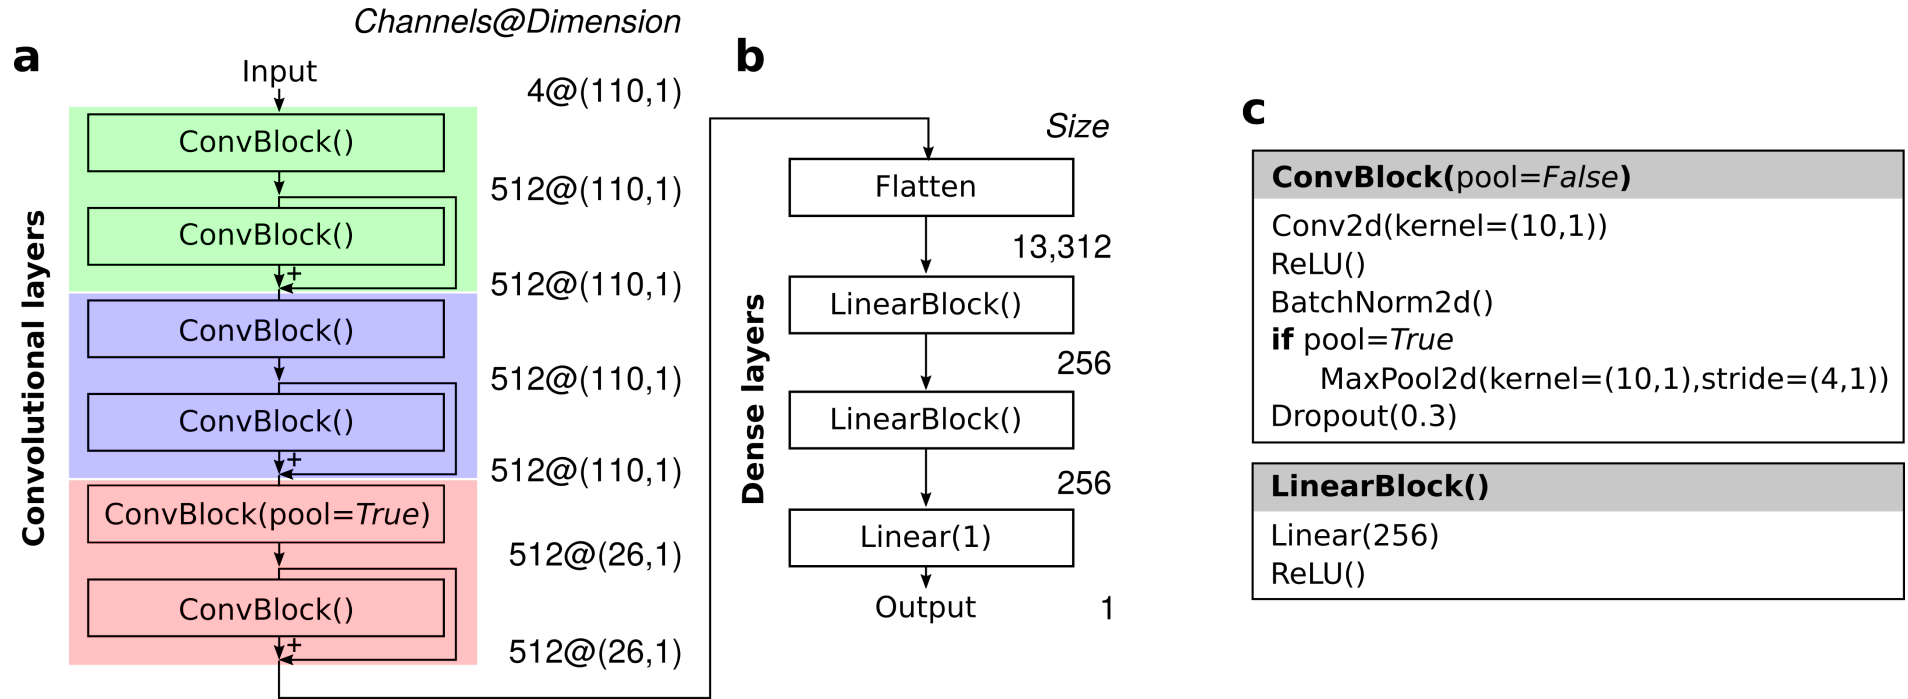 Channels@Dimension
a
Input
4@(110,1)
ConvBlock()
512@(110,1)
ConvBlock()
+
512@(110,1)
ConvBlock()
512@(110,1)
ConvBlock()
+
512@(110,1)
ConvBlock(pool=True)
512@(26,1)
ConvBlock()
+
512@(26,1)
Convolutional layers
b
Size
Flatten
13,312
LinearBlock()
256
LinearBlock()
256
Linear(1)
Output
1
Dense layers
c
ConvBlock(pool=False)
Conv2d(kernel=(10,1))
ReLU()
BatchNorm2d()
if pool=True
MaxPool2d(kernel=(10,1),stride=(4,1))
Dropout(0.3)
LinearBlock()
Linear(256)
ReLU()